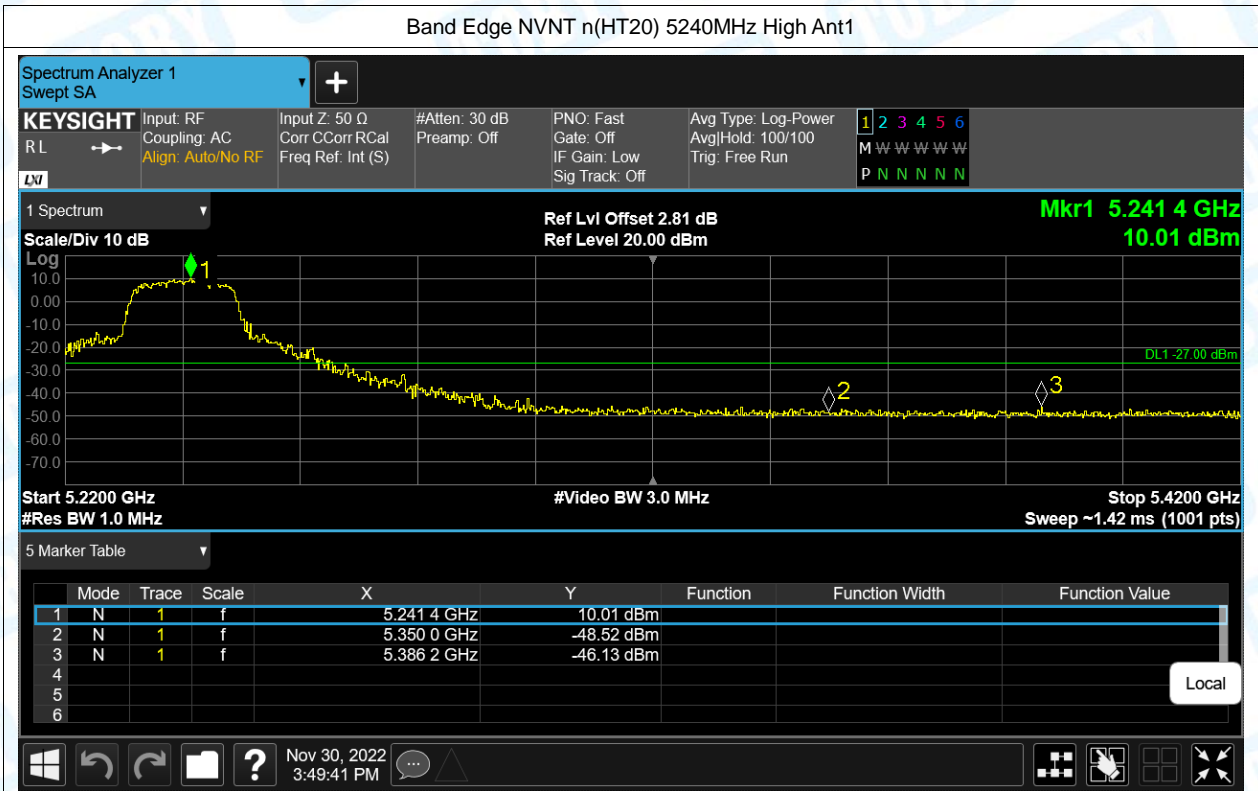 Band Edge NVNT n(HT20) 5240MHz High Ant1
Spectrum Analyzer 1
Swept SA
KEYSIGHT
RL
LXI
Input: RF
Coupling: AC
Align: Auto/No RF
Input Z: 50 Ω
Corr CCorr RCal
Freq Ref: Int (S)
#Atten: 30 dB
Preamp: Off
PNO: Fast
Gate: Off
IF Gain: Low
Sig Track: Off
Avg Type: Log-Power
Avg|Hold: 100/100
Trig: Free Run
1 2 3 4 5 6
M W W W W W
P N N N N N
1 Spectrum
Scale/Div 10 dB
Ref Lvl Offset 2.81 dB
Ref Level 20.00 dBm
Mkr1 5.241 4 GHz
10.01 dBm
Log
10.0
0.00
-10.0
-20.0
-30.0
-40.0
-50.0
-60.0
-70.0
1
2
3
DL1 -27.00 dBm
Start 5.2200 GHz
#Video BW 3.0 MHz
Stop 5.4200 GHz
#Res BW 1.0 MHz
Sweep ~1.42 ms (1001 pts)
5 Marker Table
Mode Trace Scale X Y Function Function Width Function Value
1 N 1 f 5.241 4 GHz 10.01 dBm
2 N 1 f 5.350 0 GHz -48.52 dBm
3 N 1 f 5.386 2 GHz -46.13 dBm
4
5
6
Local
?
Nov 30, 2022
3:49:41 PM